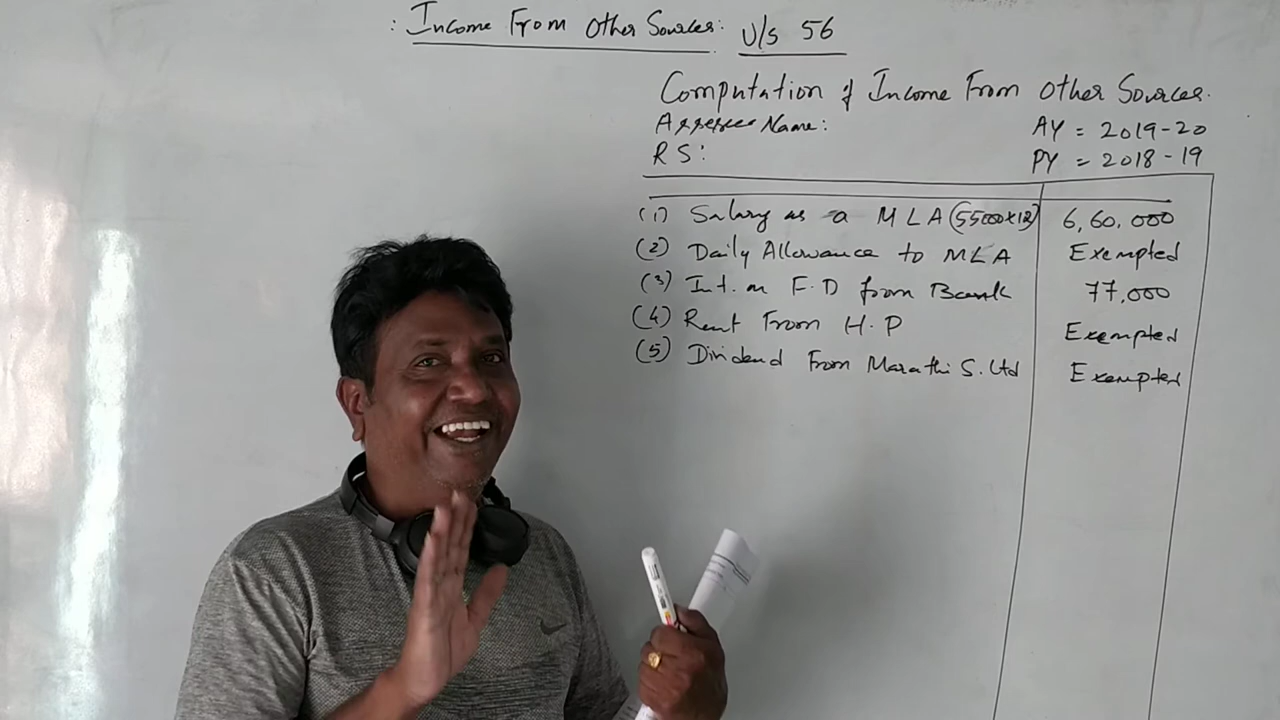 : Income From Other Sources: U/s 56
Computation of Income From Other Sources.
Assessee Name: AY = 2019-20
RS: PY = 2018-19
(1) Salary as a MLA (55000x12) 6,60,000
(2) Daily Allowance to MLA Exempted
(3) Int. on F.D from Bank 77,000
(4) Rent From H.P Exempted
(5) Dividend From Marathi S. Ltd Exempted